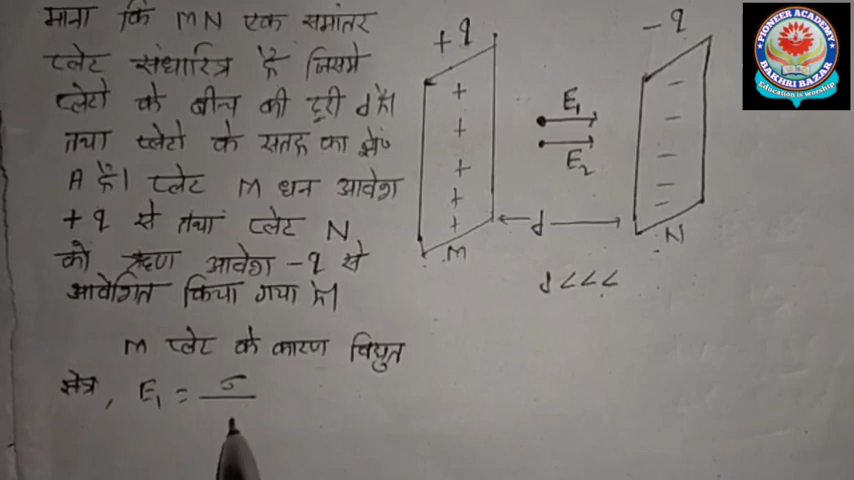 माना कि MN एक समांतर
प्लेट संधारित्र है जिसमे
प्लेटो के बीच की दूरी d है।
तथा प्लेटो के सतह का क्षे०
A है। प्लेट M धन आवेश
+q से तथा प्लेट N
को ऋण आवेश -q से
आवेशित किया गया है।
M प्लेट के कारण विद्युत
क्षेत्र, E₁ = σ
+q
-q
E₁
E₂
d
M
N
d<<<
PIONEER ACADEMY
BAKHRI BAZAR
Education is worship